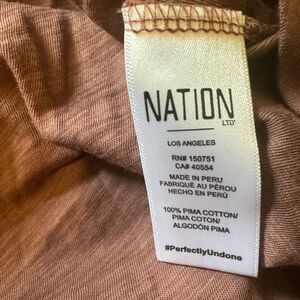 NATION
LTD
LOS ANGELES
RN# 150751
CA# 40554
MADE IN PERU
FABRIQUÉ AU PÉROU
HECHO EN PERÚ
100% PIMA COTTON/
PIMA COTON/
ALGODÓN PIMA
#PerfectlyUndone